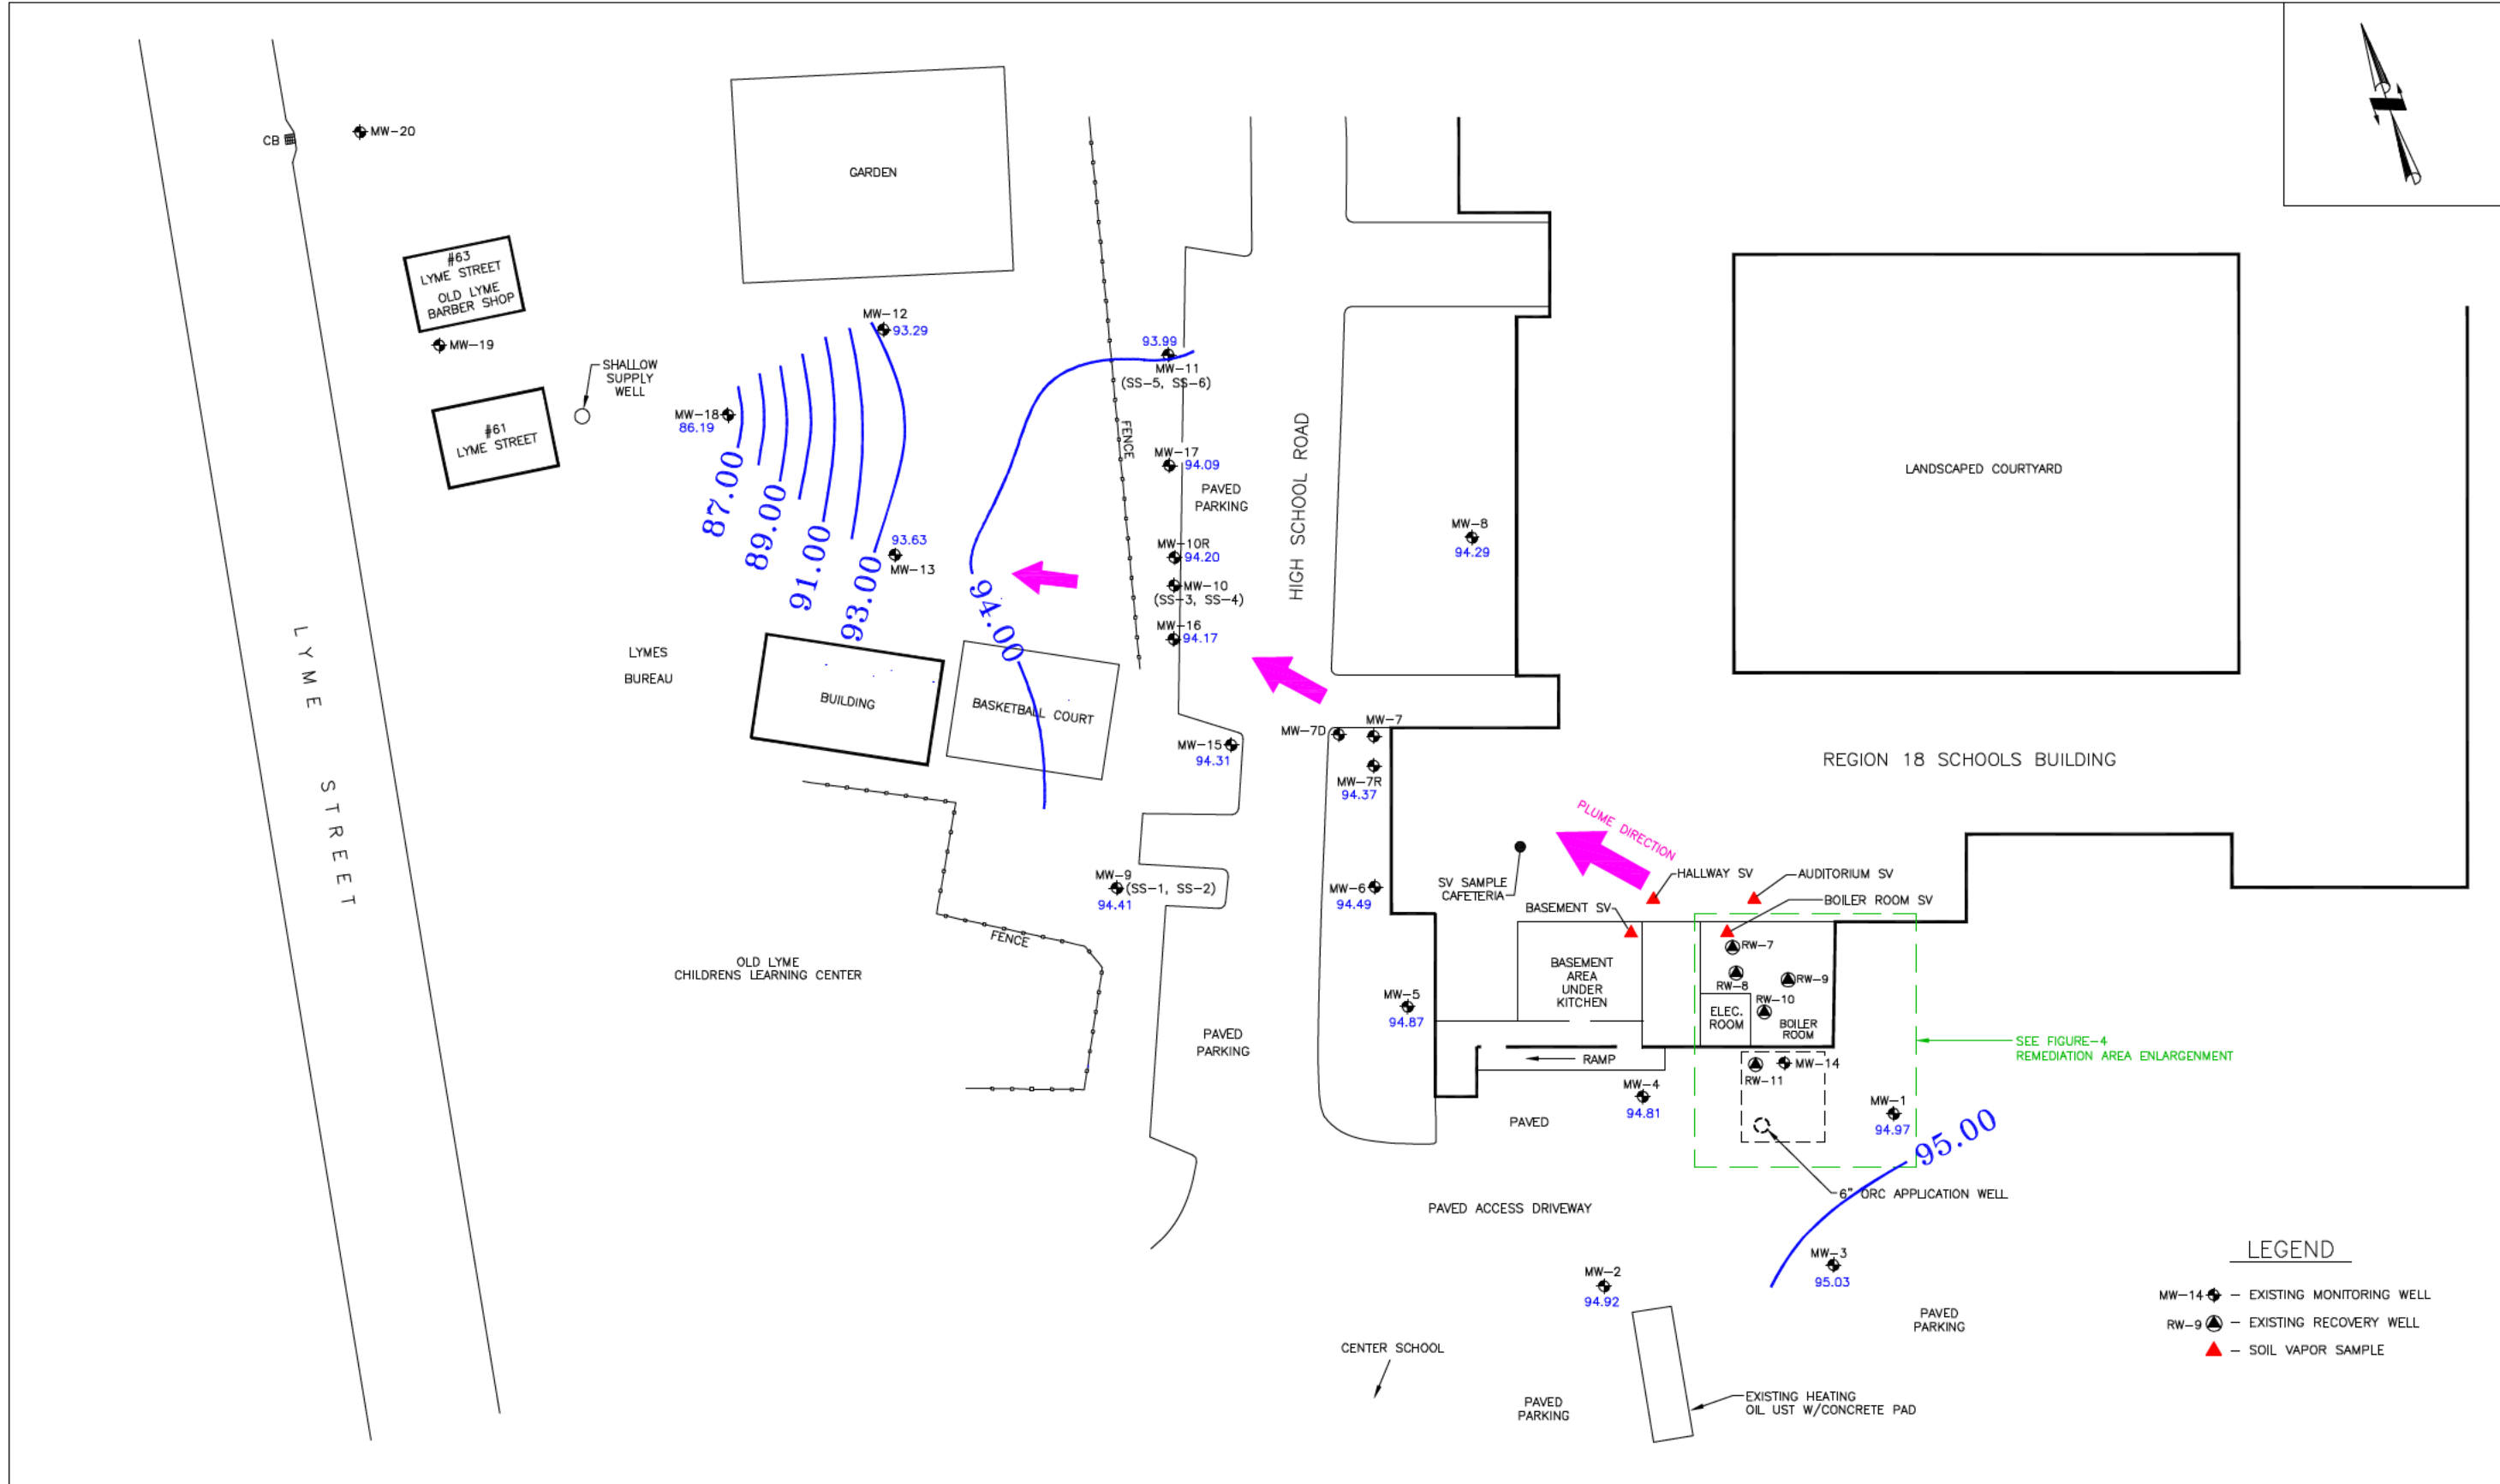 CB
MW-20
GARDEN
#63
LYME STREET
OLD LYME
BARBER SHOP
MW-19
SHALLOW
SUPPLY
WELL
#61
LYME STREET
MW-12
93.29
MW-18
86.19
87.00
89.00
91.00
93.00
93.63
MW-13
94.00
93.99
MW-11
(SS-5, SS-6)
FENCE
MW-17
94.09
PAVED
PARKING
MW-10R
94.20
MW-10
(SS-3, SS-4)
MW-16
94.17
HIGH SCHOOL ROAD
MW-8
94.29
LANDSCAPED COURTYARD
LYME STREET
LYMES
BUREAU
BUILDING
BASKETBALL COURT
MW-15
94.31
MW-7D
MW-7
MW-7R
94.37
REGION 18 SCHOOLS BUILDING
PLUME DIRECTION
MW-9
(SS-1, SS-2)
94.41
MW-6
94.49
SV SAMPLE
CAFETERIA
HALLWAY SV
AUDITORIUM SV
BASEMENT SV
BOILER ROOM SV
FENCE
OLD LYME
CHILDRENS LEARNING CENTER
RW-7
RW-8
RW-9
RW-10
BASEMENT
AREA
UNDER
KITCHEN
ELEC.
ROOM
BOILER
ROOM
MW-5
94.87
PAVED
PARKING
RAMP
SEE FIGURE-4
REMEDIATION AREA ENLARGENMENT
MW-14
RW-11
MW-4
94.81
PAVED
MW-1
94.97
95.00
6" ORC APPLICATION WELL
PAVED ACCESS DRIVEWAY
MW-3
95.03
MW-2
94.92
PAVED
PARKING
CENTER SCHOOL
PAVED
PARKING
EXISTING HEATING
OIL UST W/CONCRETE PAD
LEGEND
MW-14 - EXISTING MONITORING WELL
RW-9 - EXISTING RECOVERY WELL
- SOIL VAPOR SAMPLE